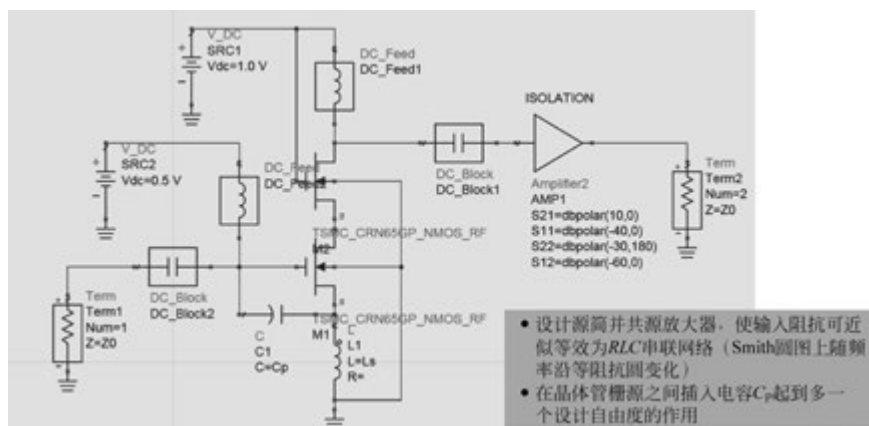 V_DC
SRC1
Vdc=1.0 V
DC_Feed
DC_Feed1
ISOLATION
V_DC
SRC2
Vdc=0.5 V
DC_Feed
DC_Block
DC_Block1
Amplifier2
AMP1
S21=dbpolar(10,0)
S11=dbpolar(-40,0)
S22=dbpolar(-30,180)
S12=dbpolar(-60,0)
Term
Term2
Num=2
Z=Z0
TSMC_CRN65GP_NMOS_RF
M2
Term
Term1
Num=1
Z=Z0
DC_Block
DC_Block2
C
C1
C=Cp
TSMC_CRN65GP_NMOS_RF
M1
L
L1
L=Ls
R=
● 设计源简并共源放大器，使输入阻抗可近
似等效为RLC串联网络（Smith圆图上随频
率沿等阻抗圆变化）
● 在晶体管栅源之间插入电容CP起到多一
个设计自由度的作用